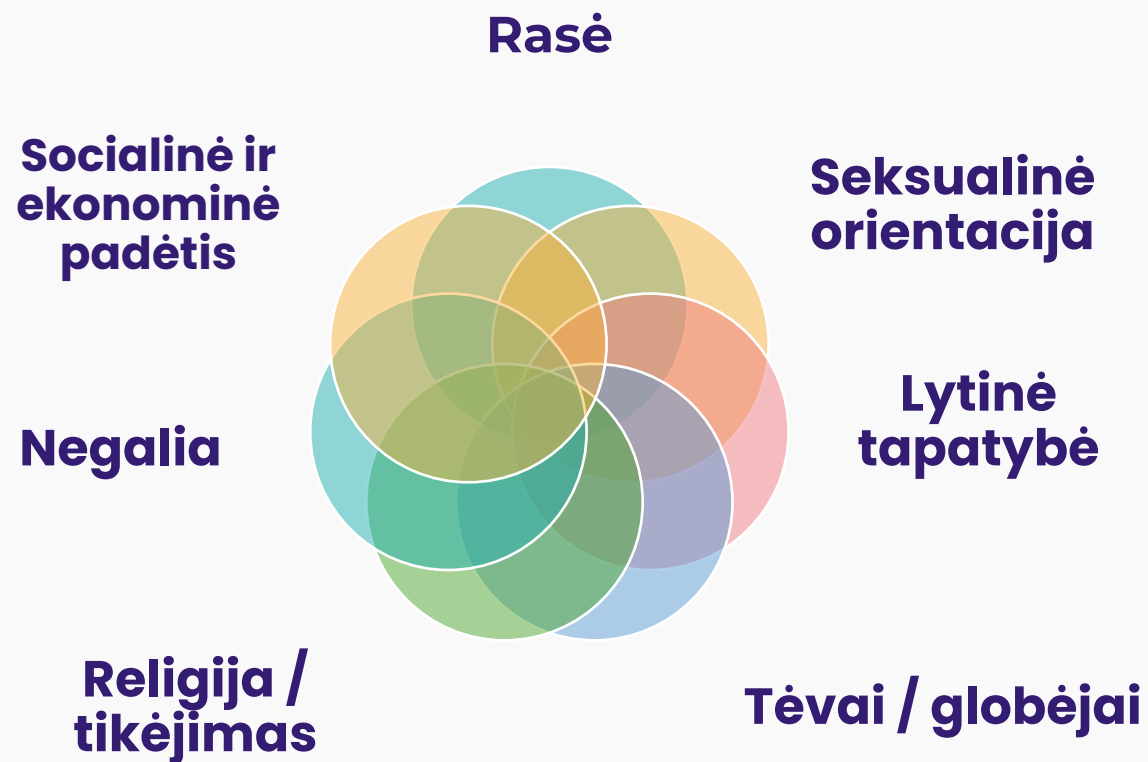 Rasė
Socialinė ir
ekonominė
padėtis
Seksualinė
orientacija
Lytinė
tapatybė
Negalia
Religija /
tikėjimas
Tėvai / globėjai